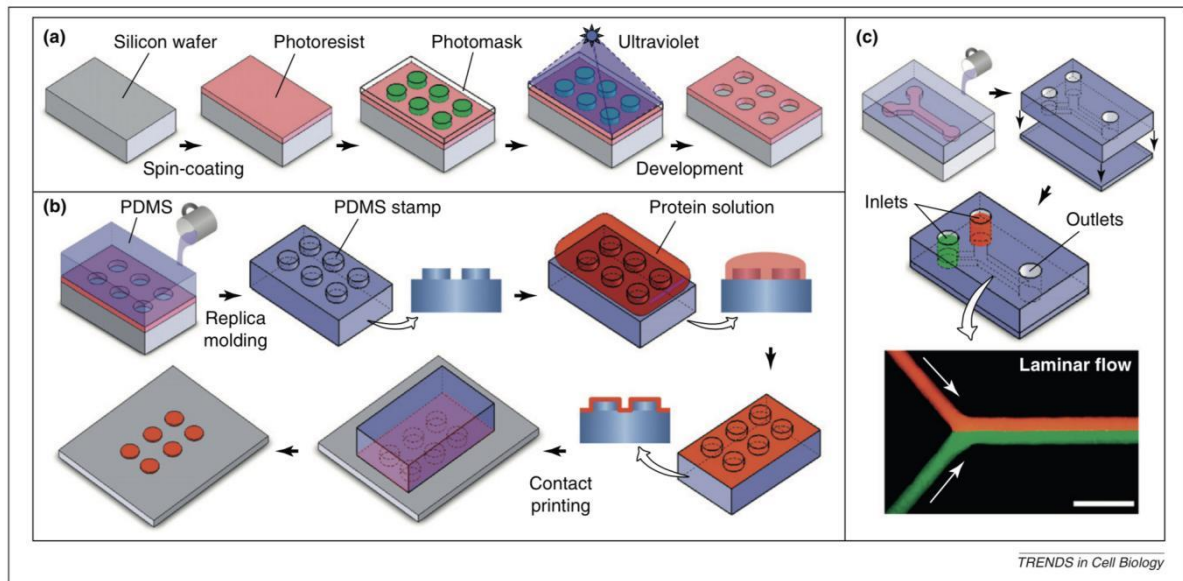 (a)
Silicon wafer
Photoresist
Photomask
Ultraviolet
Spin-coating
Development
(b)
PDMS
PDMS stamp
Protein solution
Replica
molding
Contact
printing
(c)
Inlets
Outlets
Laminar flow
TRENDS in Cell Biology